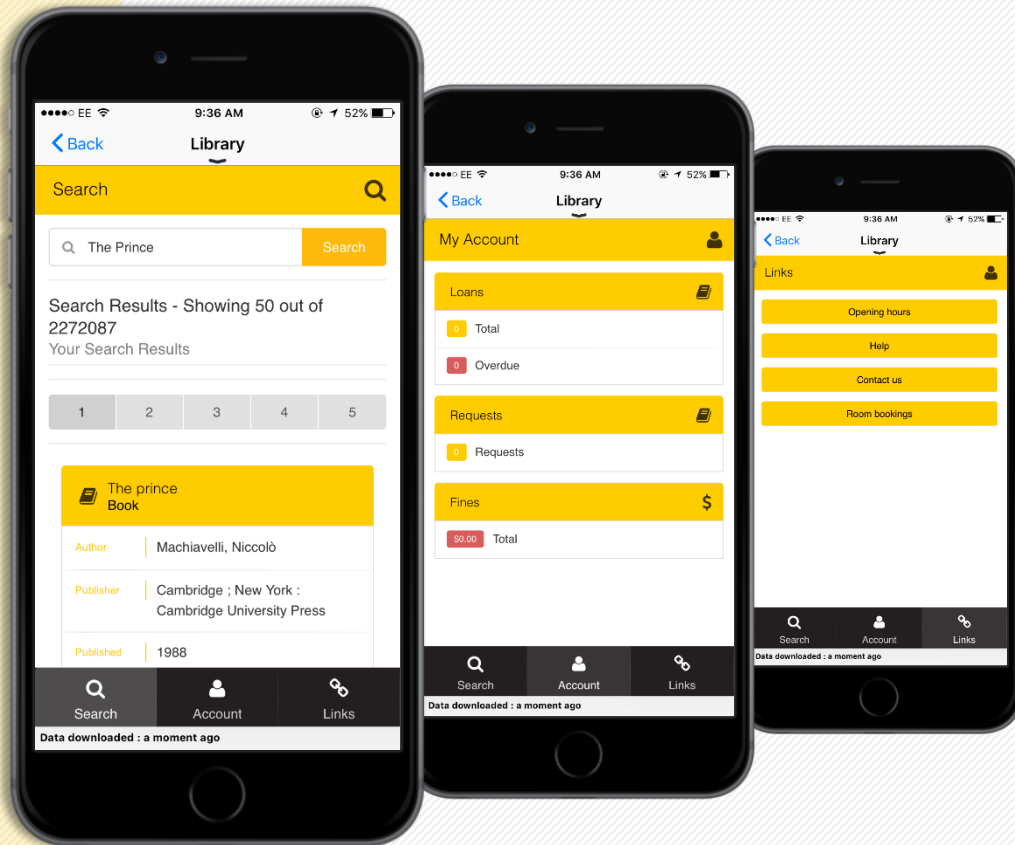 EE 9:36 AM 52%
Back Library
Search
The Prince Search
Search Results - Showing 50 out of
2272087
Your Search Results
1 2 3 4 5
The prince
Book
Author Machiavelli, Niccolò
Publisher Cambridge ; New York :
Cambridge University Press
Published 1988
Search Account Links
Data downloaded : a moment ago
EE 9:36 AM 52%
Back Library
My Account
Loans
0 Total
0 Overdue
Requests
0 Requests
Fines $
$0.00 Total
Search Account Links
Data downloaded : a moment ago
EE 9:36 AM 52%
Back Library
Links
Opening hours
Help
Contact us
Room bookings
Search Account Links
Data downloaded : a moment ago